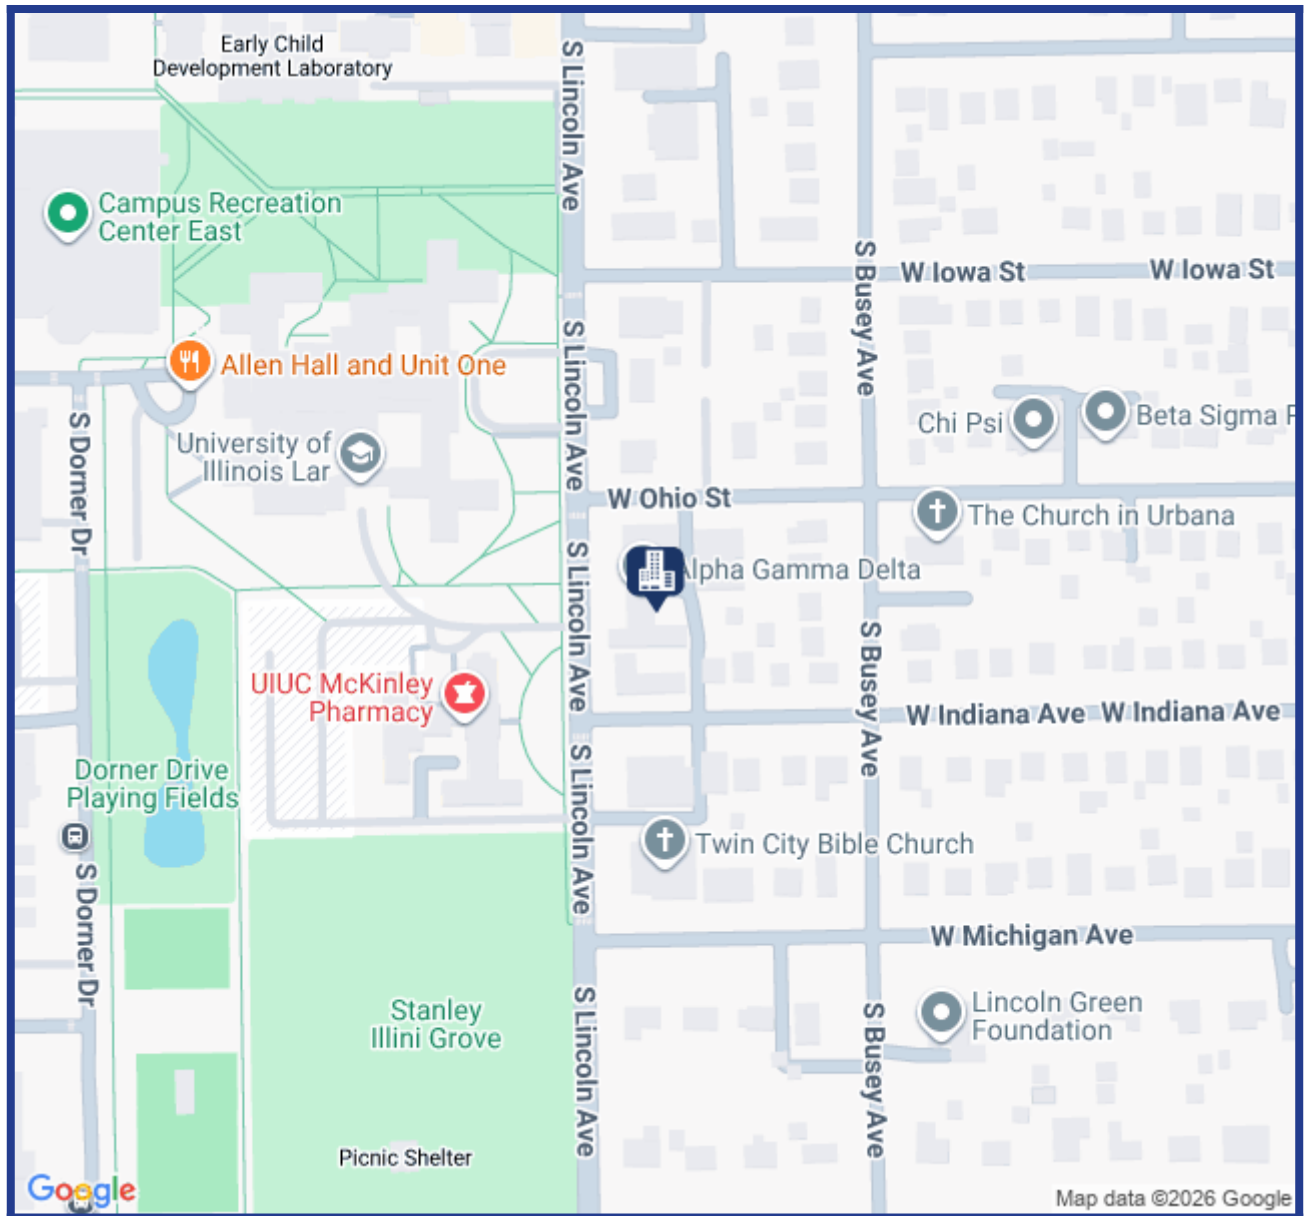 Early Child
Development Laboratory
S Lincoln Ave
Campus Recreation
Center East
S Busey Ave
W Iowa St
W Iowa St
S Lincoln Ave
Allen Hall and Unit One
Chi Psi
Beta Sigma
S Dorner Dr
University of
Illinois Lar
W Ohio St
The Church in Urbana
S Lincoln Ave
Alpha Gamma Delta
S Busey Ave
UIUC McKinley
Pharmacy
W Indiana Ave
W Indiana Ave
Dorner Drive
Playing Fields
S Lincoln Ave
Twin City Bible Church
S Dorner Dr
W Michigan Ave
Stanley
Illini Grove
S Lincoln Ave
Lincoln Green
Foundation
S Busey Ave
Picnic Shelter
Google
Map data ©2026 Google